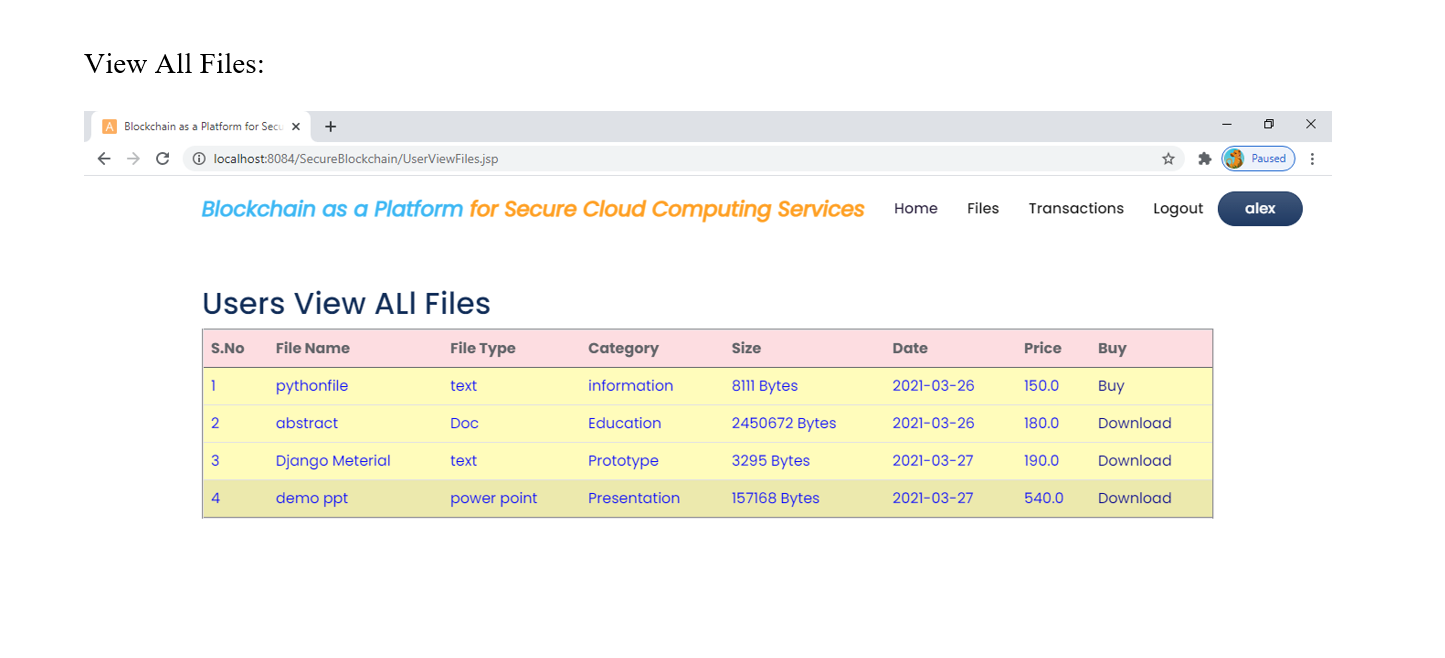 View All Files:
A Blockchain as a Platform for Secu
localhost:8084/SecureBlockchain/UserViewFiles.jsp Paused
Blockchain as a Platform for Secure Cloud Computing Services Home Files Transactions Logout alex
Users View ALl Files
S.No File Name File Type Category Size Date Price Buy
1 pythonfile text information 8111 Bytes 2021-03-26 150.0 Buy
2 abstract Doc Education 2450672 Bytes 2021-03-26 180.0 Download
3 Django Meterial text Prototype 3295 Bytes 2021-03-27 190.0 Download
4 demo ppt power point Presentation 157168 Bytes 2021-03-27 540.0 Download